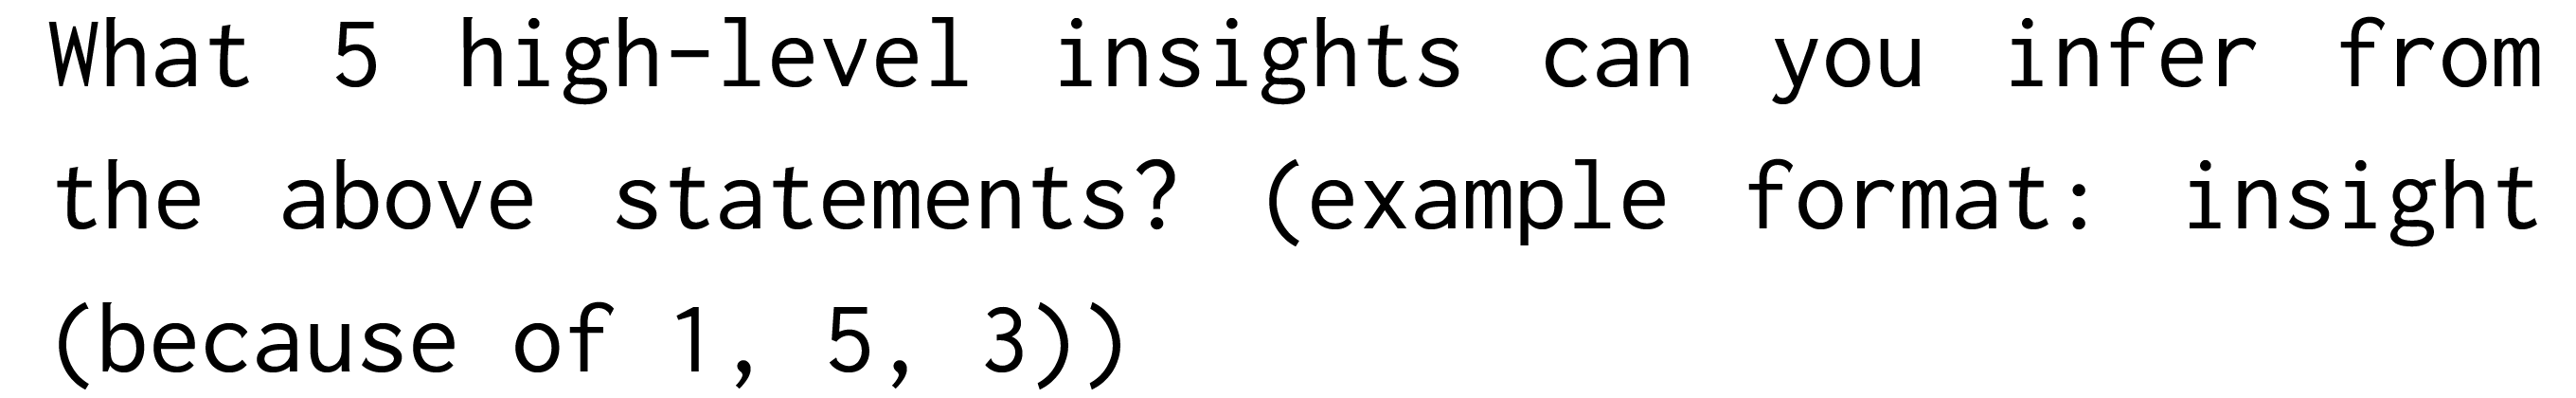 What 5 high-level insights can you infer from
the above statements? (example format: insight
(because of 1, 5, 3))